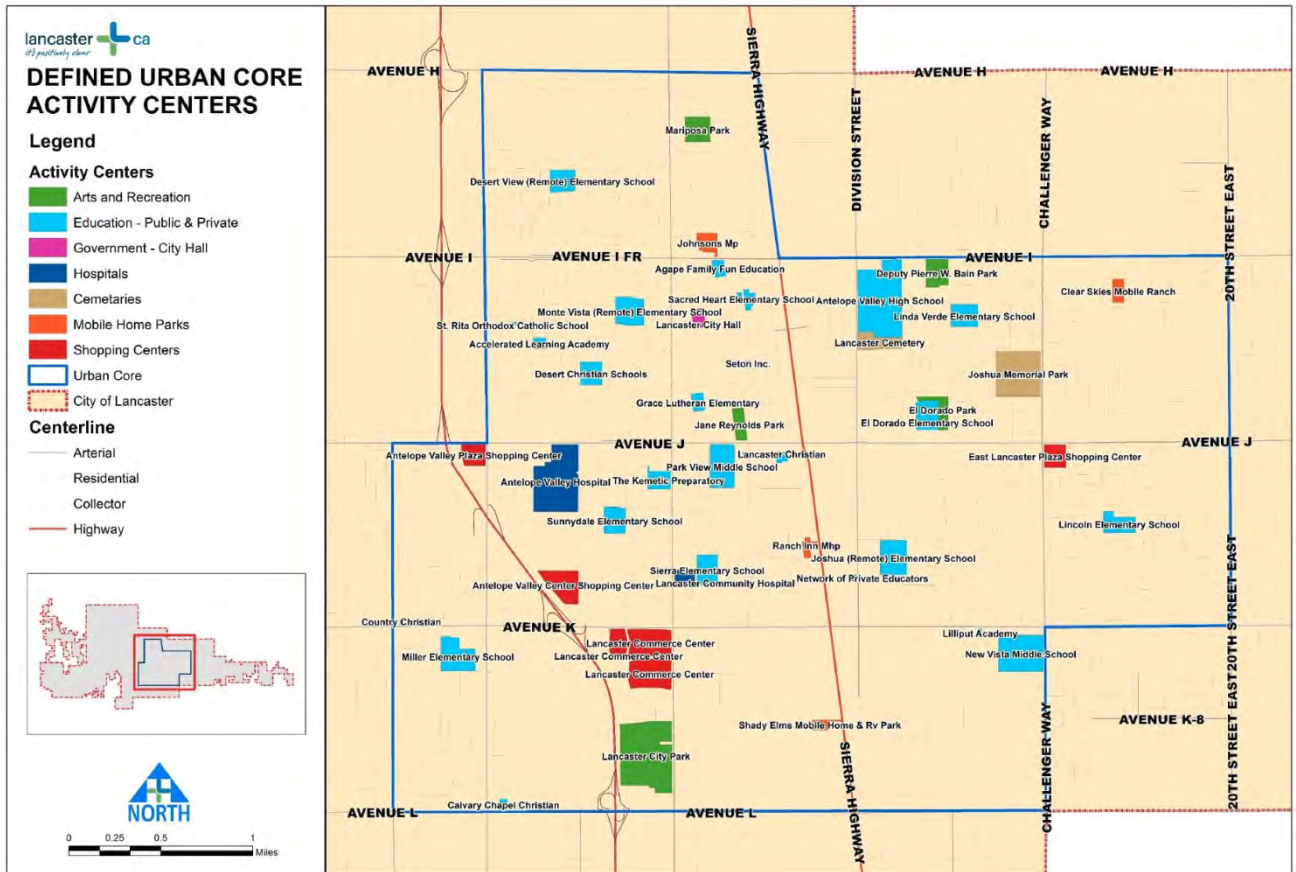 lancaster ca
it's positively clear
DEFINED URBAN CORE
ACTIVITY CENTERS
Legend
Activity Centers
Arts and Recreation
Education - Public & Private
Government - City Hall
Hospitals
Cemetaries
Mobile Home Parks
Shopping Centers
Urban Core
City of Lancaster
Centerline
Arterial
Residential
Collector
Highway
NORTH
0 0.25 0.5 1
Miles
AVENUE H
SIERRA HIGHWAY
AVENUE H
AVENUE H
Mariposa Park
DIVISION STREET
CHALLENGER WAY
20TH STREET EAST
Desert View (Remote) Elementary School
Johnsons Mp
AVENUE I
AVENUE I FR
AVENUE I
Agape Family Fun Education
Deputy Pierre W. Bain Park
Clear Skies Mobile Ranch
Sacred Heart Elementary School
Antelope Valley High School
Monte Vista (Remote) Elementary School
Linda Verde Elementary School
St. Rita Orthodox Catholic School
Lancaster City Hall
Accelerated Learning Academy
Lancaster Cemetery
Seton Inc.
Desert Christian Schools
Joshua Memorial Park
Grace Lutheran Elementary
El Dorado Park
Jane Reynolds Park
El Dorado Elementary School
AVENUE J
AVENUE J
Antelope Valley Plaza Shopping Center
Lancaster Christian
East Lancaster Plaza Shopping Center
Park View Middle School
Antelope Valley Hospital
The Kemetic Preparatory
Sunnydale Elementary School
Lincoln Elementary School
Ranch Inn Mhp
Joshua (Remote) Elementary School
Sierra Elementary School
Network of Private Educators
Antelope Valley Center Shopping Center
Lancaster Community Hospital
20TH STREET EAST
Country Christian
AVENUE K
Lilliput Academy
Lancaster Commerce Center
Miller Elementary School
Lancaster Commerce Center
New Vista Middle School
Lancaster Commerce Center
20TH STREET EAST
AVENUE K-8
Shady Elms Mobile Home & Rv Park
Lancaster City Park
SIERRA HIGHWAY
CHALLENGER WAY
20TH STREET EAST
Calvary Chapel Christian
AVENUE L
AVENUE L